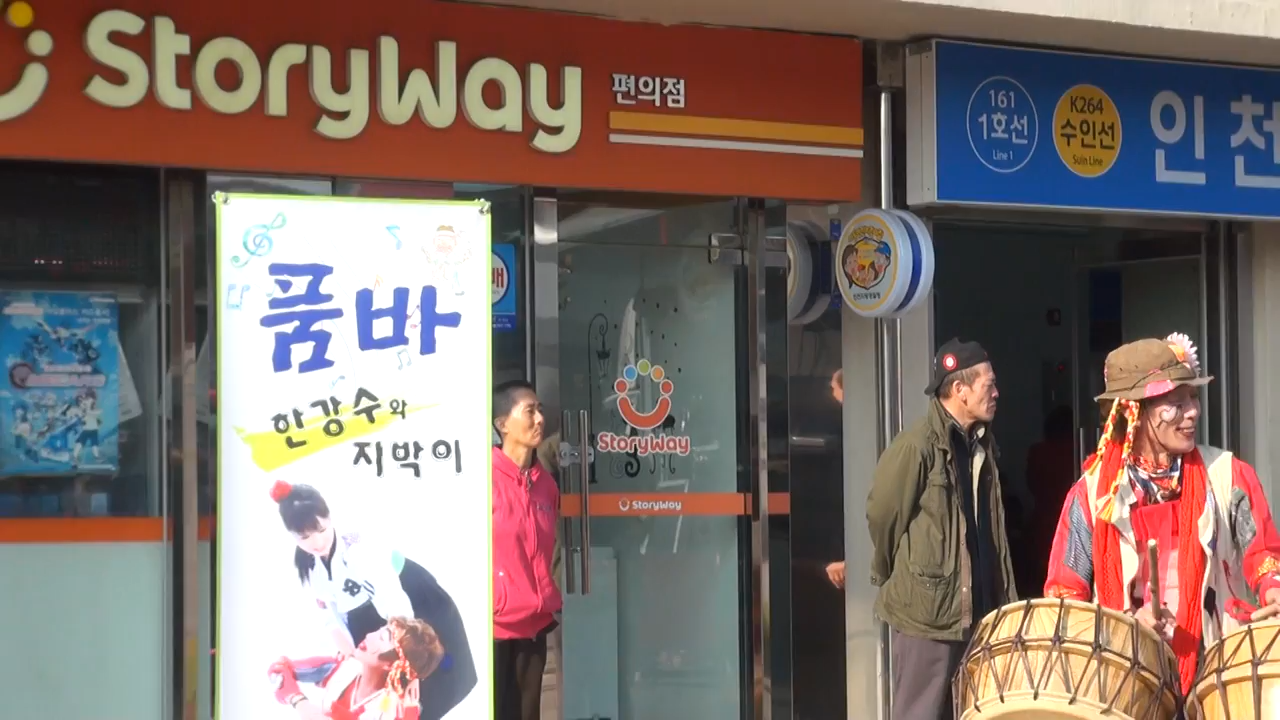 StoryWay 편의점
161
1호선
Line 1
K264
수인선
Suin Line
인천
품바
한강수와
지박이
StoryWay
StoryWay